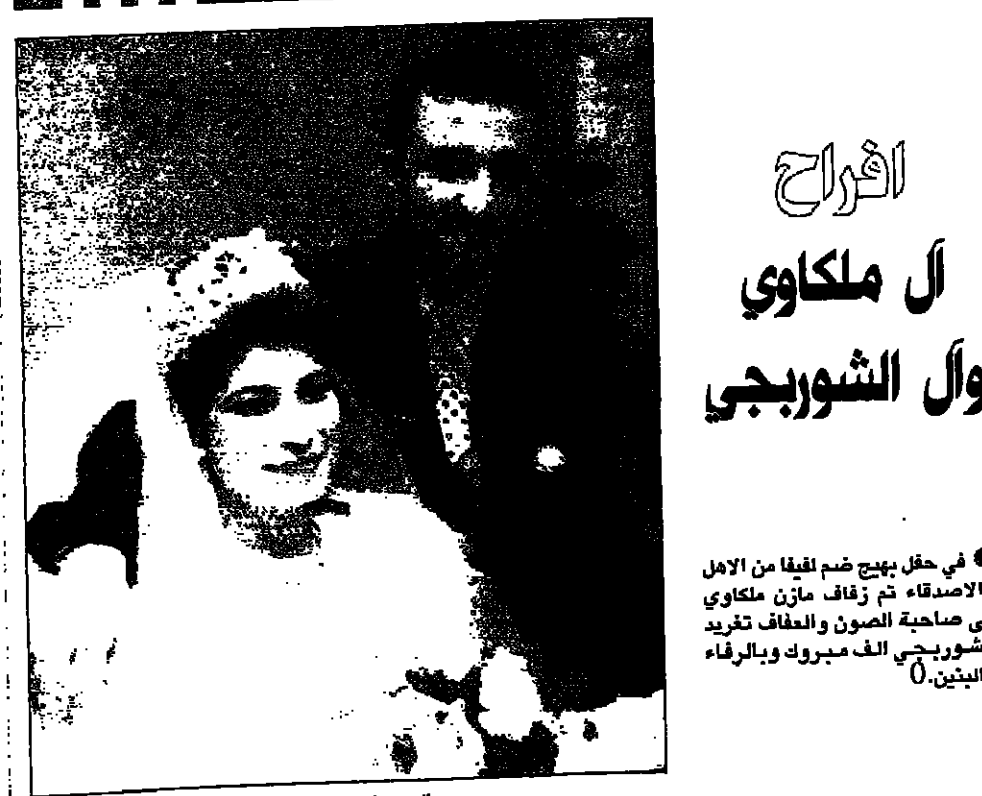 افراح
آل ملكاوي
وآل الشوربجي
في حفل بهيج ضم لفيفا من الاهل
الاصدقاء تم زفاف مازن ملكاوي
ى صاحبة الصون والعفاف تغريد
شوربجي الف مبروك وبالرفاء
البنين.()